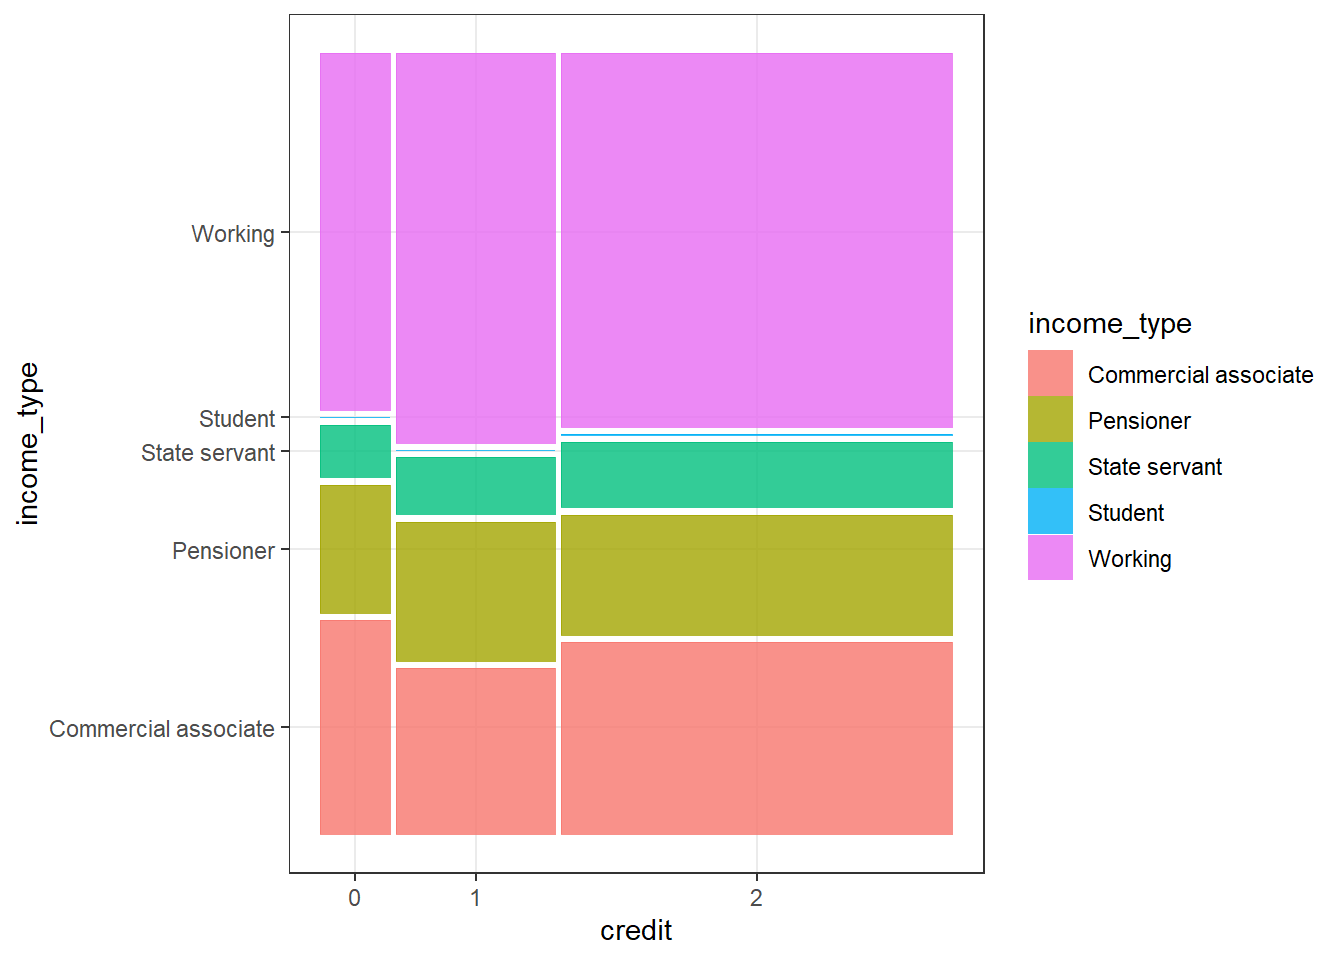 income_type
Working
Student
State servant
Pensioner
Commercial associate
0
1
2
credit
income_type
Commercial associate
Pensioner
State servant
Student
Working